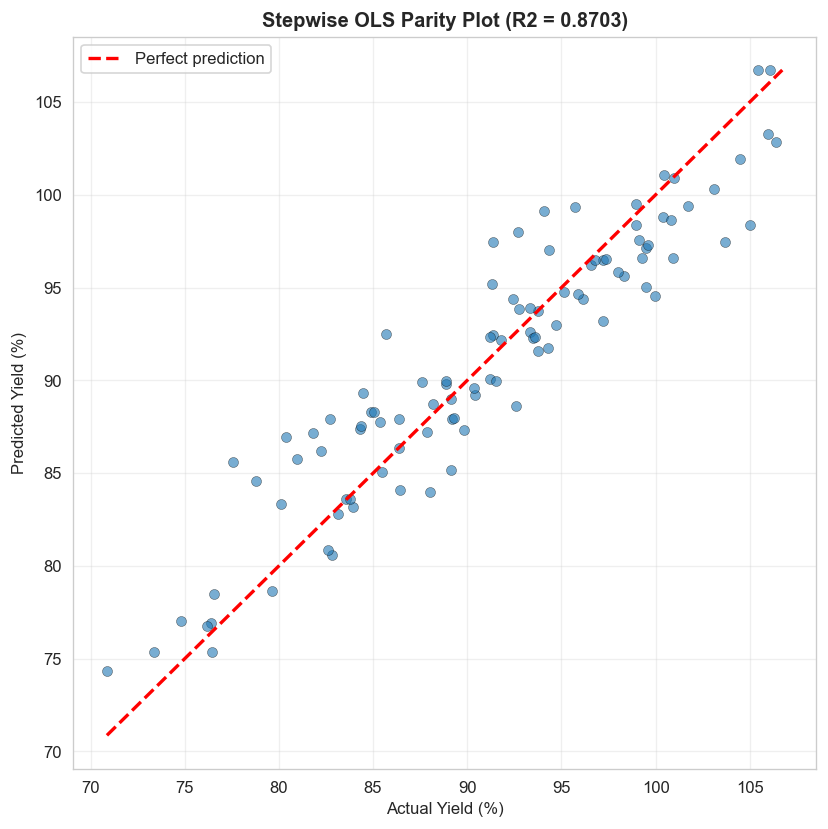 Stepwise OLS Parity Plot (R2 = 0.8703)
Perfect prediction
105
100
95
90
85
80
75
70
Predicted Yield (%)
70 75 80 85 90 95 100 105
Actual Yield (%)